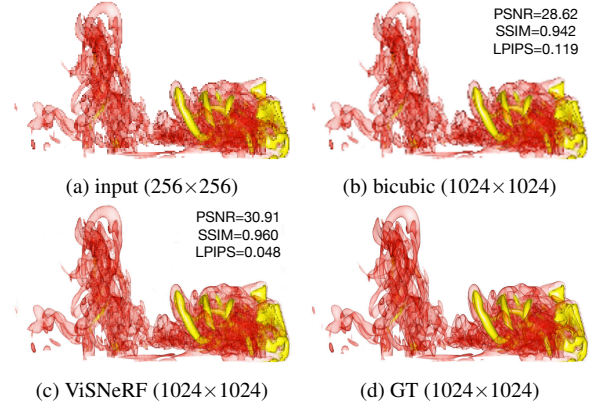 PSNR=28.62
SSIM=0.942
LPIPS=0.119
(a) input (256×256)
(b) bicubic (1024×1024)
PSNR=30.91
SSIM=0.960
LPIPS=0.048
(c) ViSNeRF (1024×1024)
(d) GT (1024×1024)